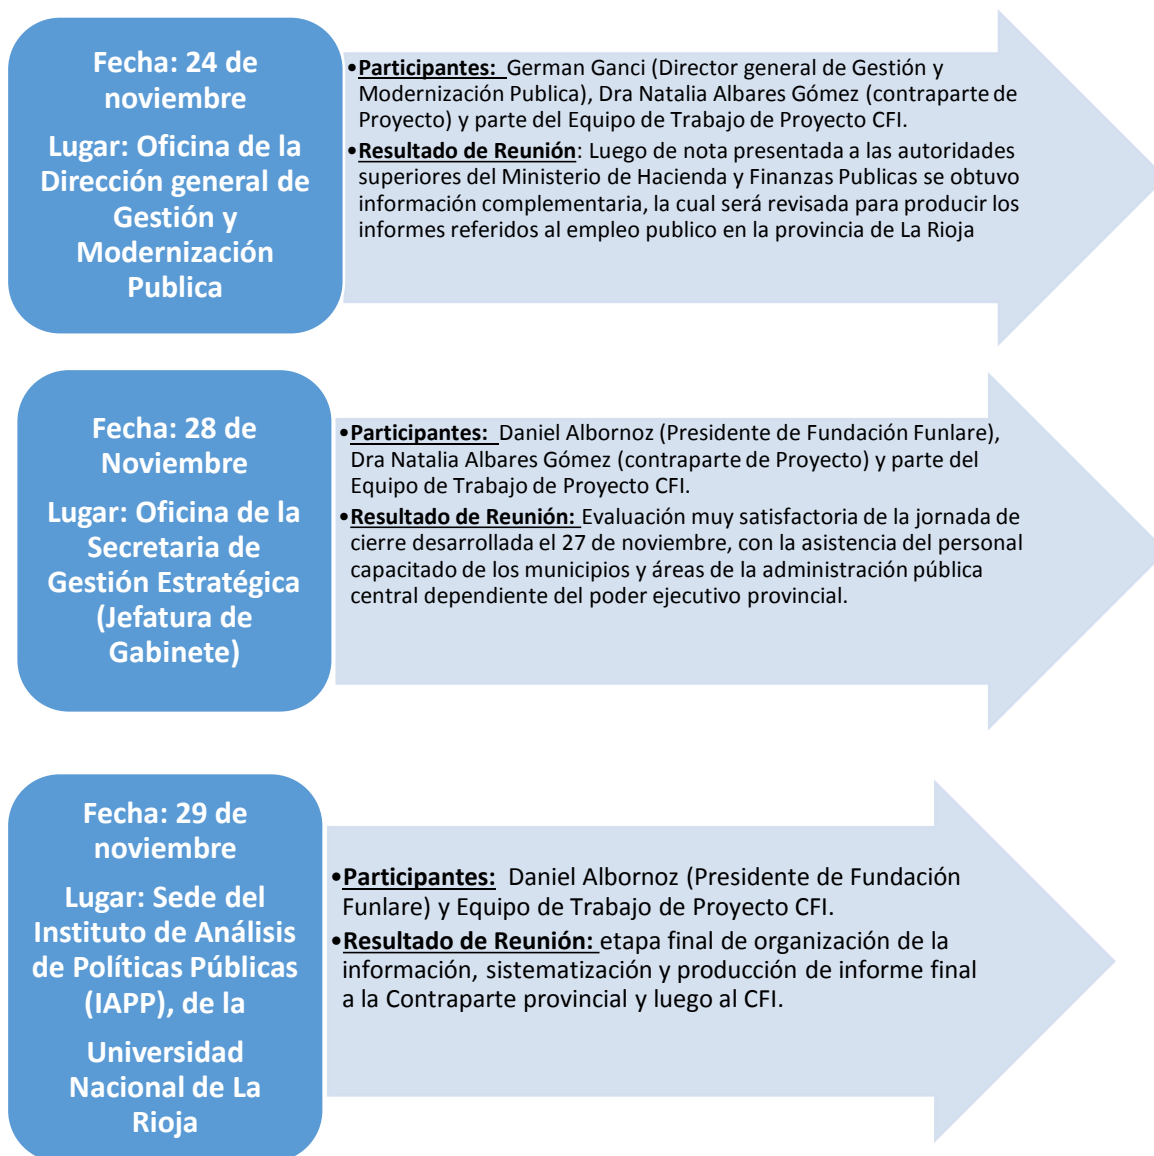 Fecha: 24 de
noviembre
Lugar: Oficina de la
Dirección general de
Gestión y
Modernización
Publica
•Participantes: German Ganci (Director general de Gestión y
Modernización Publica), Dra Natalia Albares Gómez (contraparte de
Proyecto) y parte del Equipo de Trabajo de Proyecto CFI.
•Resultado de Reunión: Luego de nota presentada a las autoridades
superiores del Ministerio de Hacienda y Finanzas Publicas se obtuvo
información complementaria, la cual será revisada para producir los
informes referidos al empleo publico en la provincia de La Rioja
Fecha: 28 de
Noviembre
Lugar: Oficina de la
Secretaria de
Gestión Estratégica
(Jefatura de
Gabinete)
•Participantes: Daniel Albornoz (Presidente de Fundación Funlare),
Dra Natalia Albares Gómez (contraparte de Proyecto) y parte del
Equipo de Trabajo de Proyecto CFI.
•Resultado de Reunión: Evaluación muy satisfactoria de la jornada de
cierre desarrollada el 27 de noviembre, con la asistencia del personal
capacitado de los municipios y áreas de la administración pública
central dependiente del poder ejecutivo provincial.
Fecha: 29 de
noviembre
Lugar: Sede del
Instituto de Análisis
de Políticas Públicas
(IAPP), de la
Universidad
Nacional de La
Rioja
•Participantes: Daniel Albornoz (Presidente de Fundación
Funlare) y Equipo de Trabajo de Proyecto CFI.
•Resultado de Reunión: etapa final de organización de la
información, sistematización y producción de informe final
a la Contraparte provincial y luego al CFI.